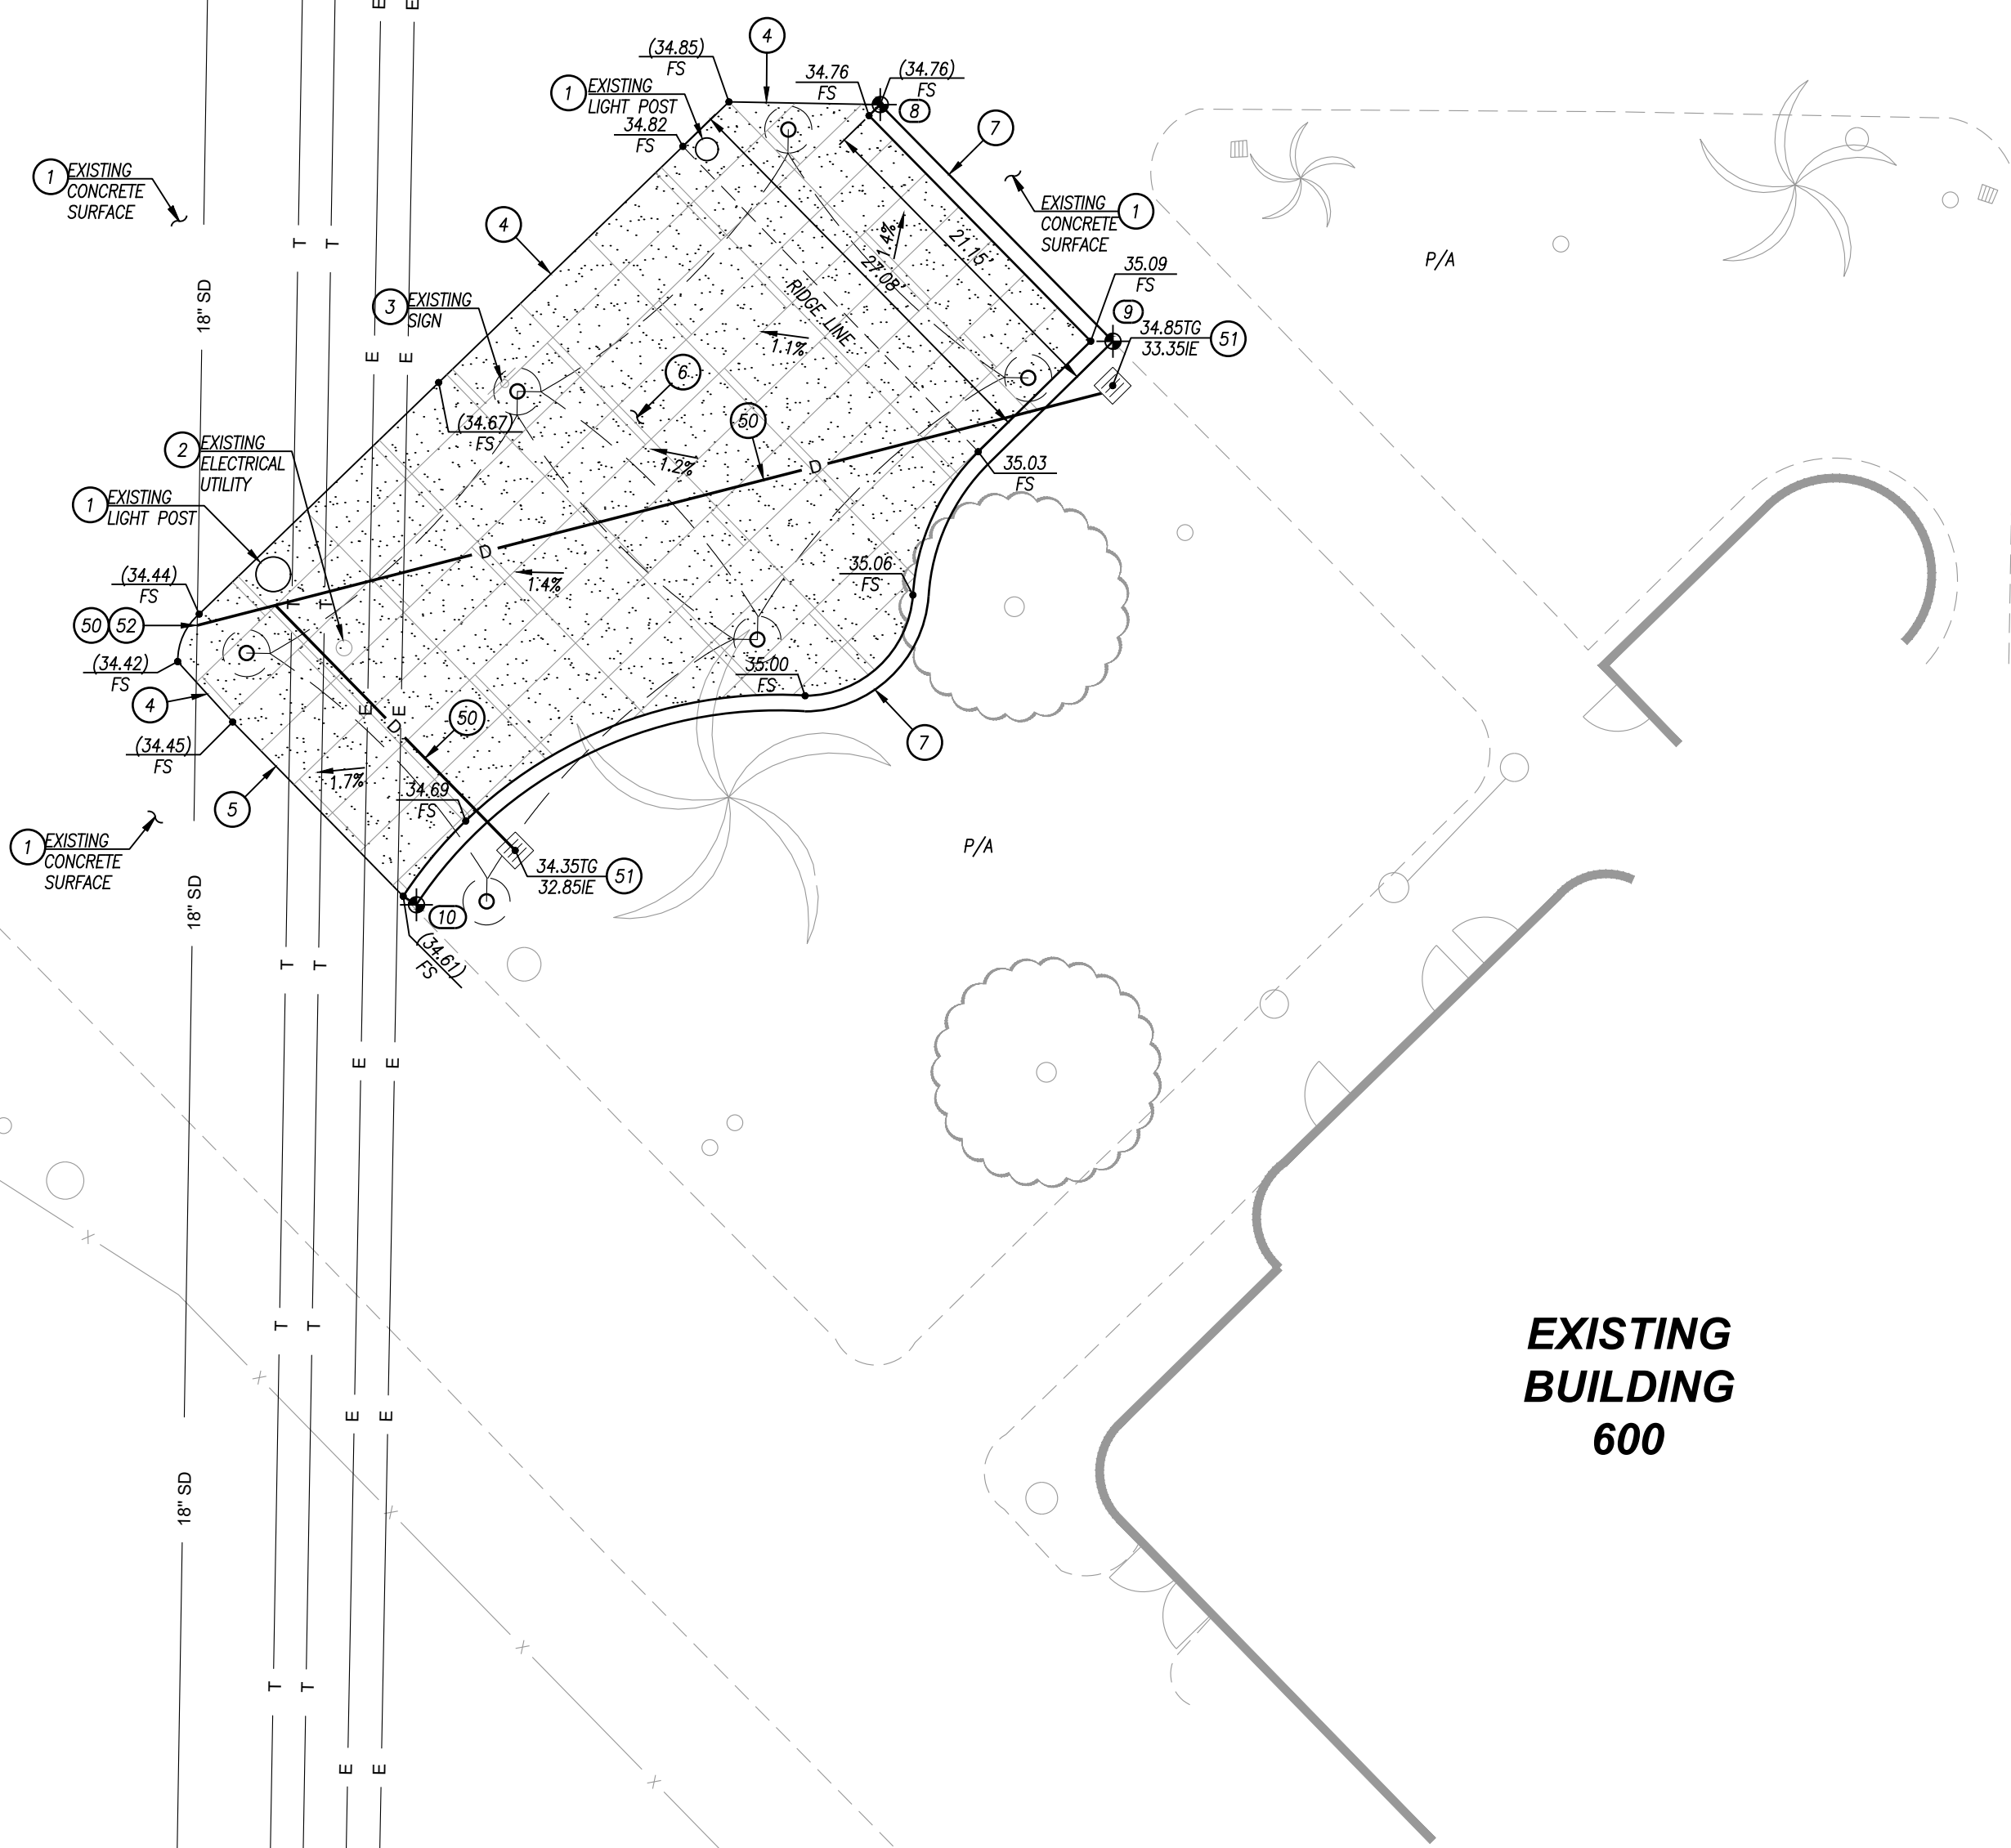 E
E
(34.85)
FS
4
34.76
FS
(34.76)
FS
8
1
EXISTING
LIGHT POST
34.82
FS
7
1
EXISTING
CONCRETE
SURFACE
4
T
T
18" SD
1.4%
21.15'
27.08'
RIDGE LINE
EXISTING
CONCRETE
SURFACE
1
P/A
35.09
FS
9
34.85TG
33.35IE
51
3
EXISTING
SIGN
E
E
1.1%
6
50
(34.67)
FS
1.2%
D
35.03
FS
2
EXISTING
ELECTRICAL
UTILITY
1
EXISTING
LIGHT POST
D
1.4%
35.06
FS
(34.44)
FS
T
T
50
52
(34.42)
FS
4
35.00
FS
E
E
D
50
7
(34.45)
FS
5
1.7%
34.69
FS
1
EXISTING
CONCRETE
SURFACE
18" SD
34.35TG
32.85IE
51
10
(34.61)
FS
P/A
T
T
E
E
X
T
T
X
E
E
18" SD
X
X
T
T
X
E
E
EXISTING
BUILDING
600